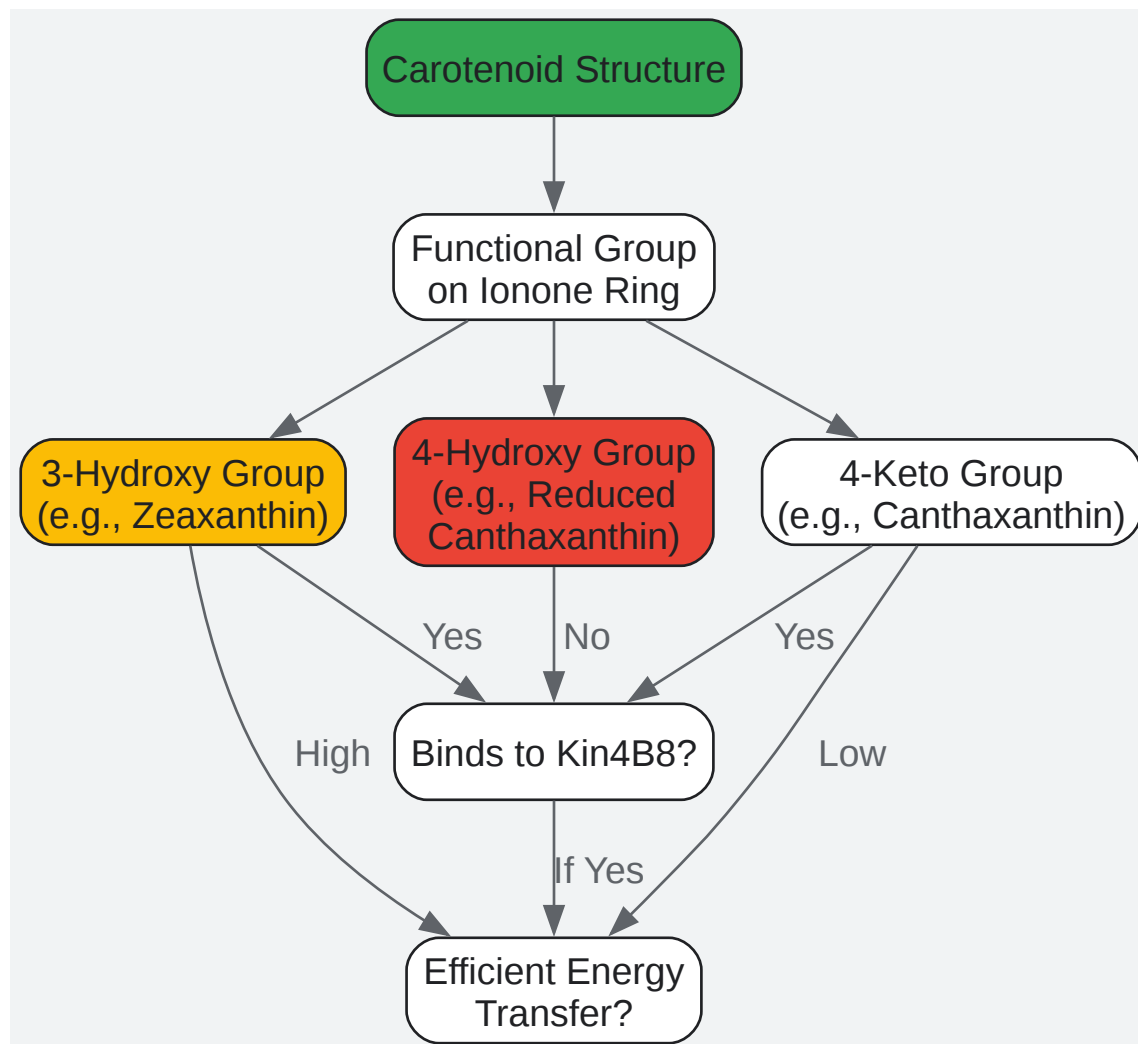 Carotenoid Structure
Functional Group
on Ionone Ring
3-Hydroxy Group
(e.g., Zeaxanthin)
4-Hydroxy Group
(e.g., Reduced
Canthaxanthin)
4-Keto Group
(e.g., Canthaxanthin)
Yes
No
Yes
High
Binds to Kin4B8?
Low
If Yes
Efficient Energy
Transfer?